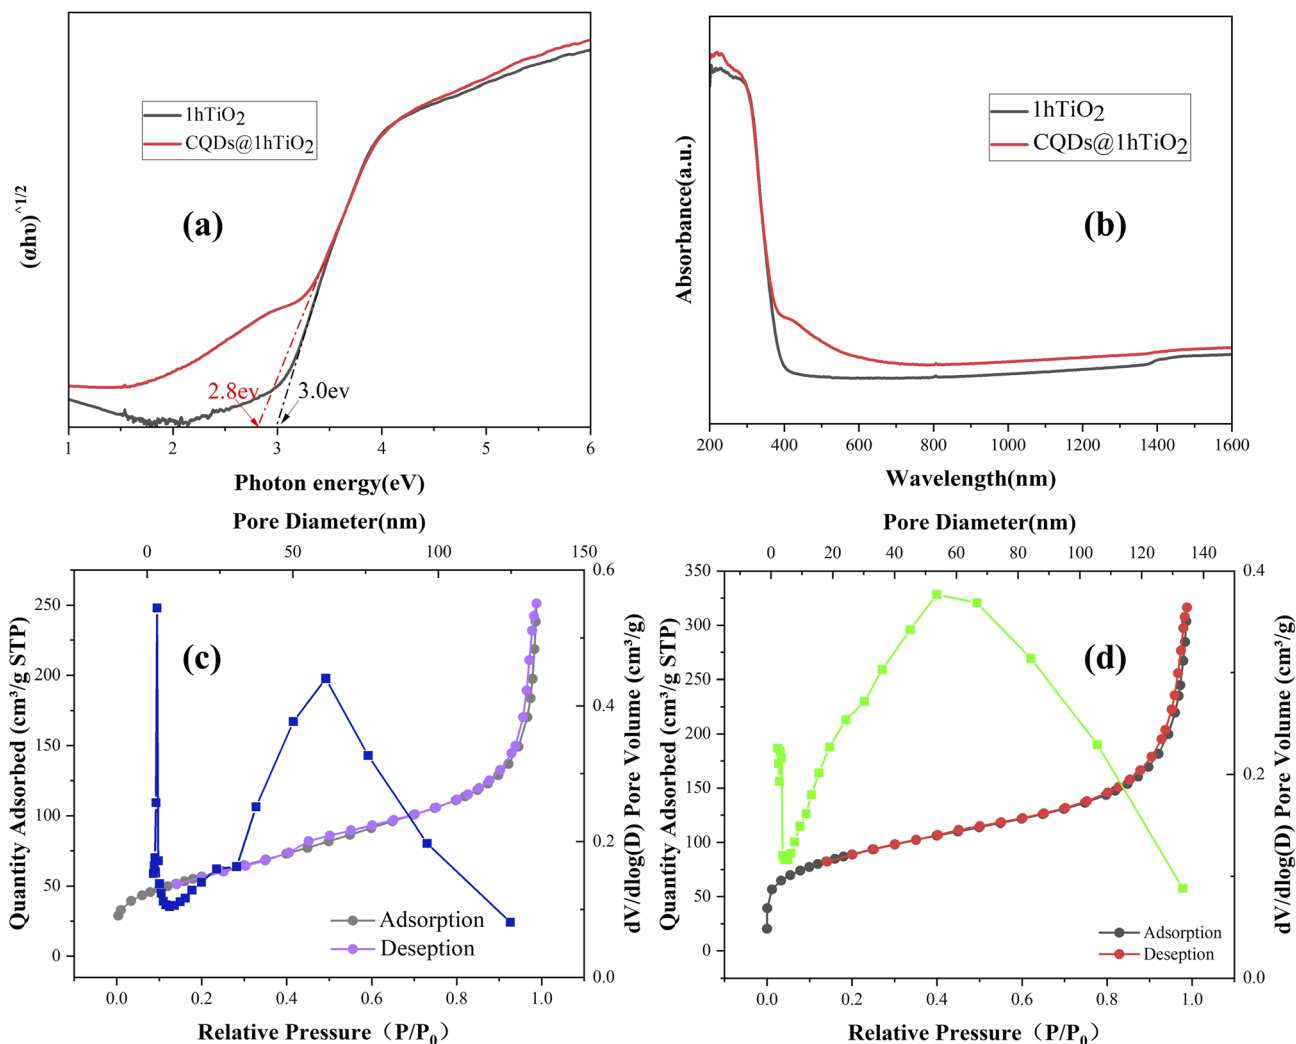 1hTiO2
CQDs@1hTiO2
(a)
(αhυ)^1/2
2.8ev
3.0ev
1 2 3 4 5 6
Photon energy(eV)
1hTiO2
CQDs@1hTiO2
(b)
Absorbance(a.u.)
200 400 600 800 1000 1200 1400 1600
Wavelength(nm)
Pore Diameter(nm)
0 50 100 150
250
200
150
100
50
0
Quantity Adsorbed (cm³/g STP)
(c)
0.6
0.4
0.2
0.0
dV/dlog(D) Pore Volume (cm³/g)
Adsorption
Deseption
0.0 0.2 0.4 0.6 0.8 1.0
Relative Pressure（P/P0）
Pore Diameter(nm)
0 20 40 60 80 100 120 140
350
300
250
200
150
100
50
0
Quantity Adsorbed (cm³/g STP)
(d)
0.4
0.2
0.0
dV/dlog(D) Pore Volume (cm³/g)
Adsorption
Deseption
0.0 0.2 0.4 0.6 0.8 1.0
Relative Pressure（P/P0）